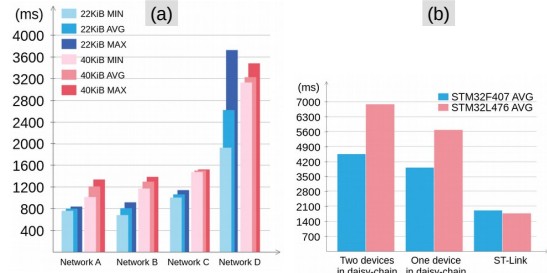 (ms)
(a)
22KiB MIN
22KiB AVG
22KiB MAX
40KiB MIN
40KiB AVG
40KiB MAX
4000
3600
3200
2800
2400
2000
1600
1200
800
400
Network A
Network B
Network C
Network D
(b)
(ms)
STM32F407 AVG
STM32L476 AVG
7000
6300
5600
4900
4200
3500
2800
2100
1400
700
Two devices
in daisy-chain
One device
in daisy-chain
ST-Link